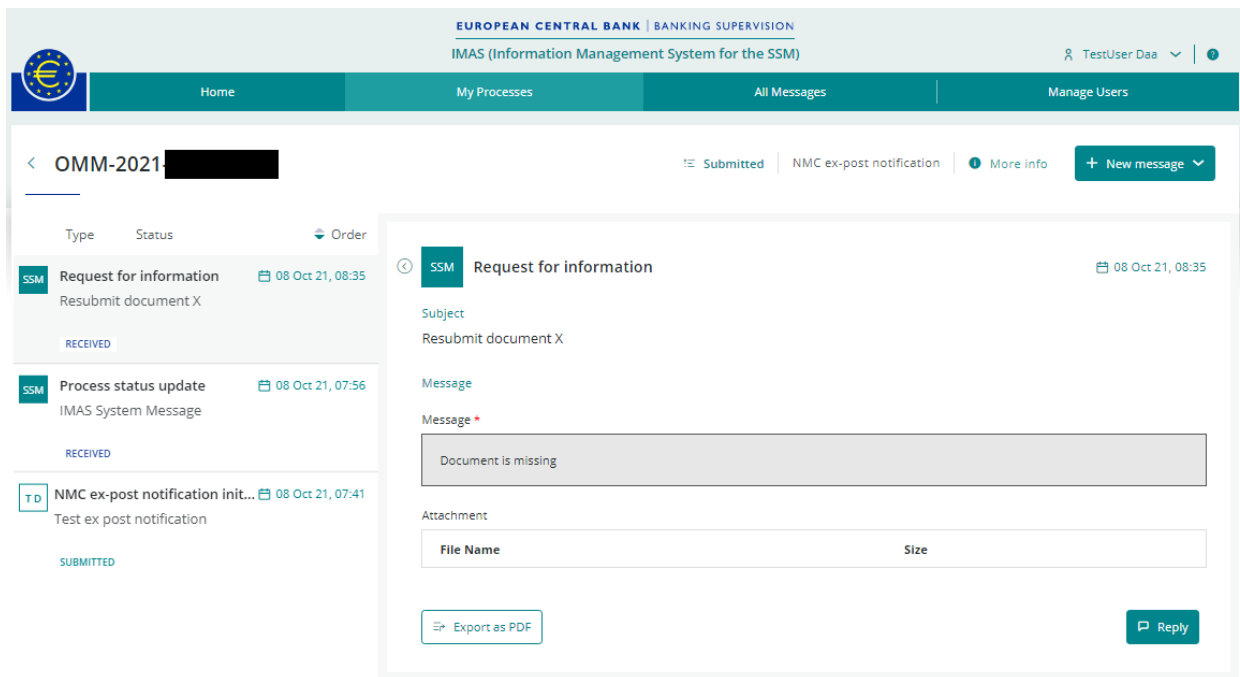 EUROPEAN CENTRAL BANK | BANKING SUPERVISION
IMAS (Information Management System for the SSM)
TestUser Daa
?
Home
My Processes
All Messages
Manage Users
OMM-2021-
Submitted
NMC ex-post notification
i More info
+ New message
Type Status Order
SSM Request for information 08 Oct 21, 08:35
Resubmit document X
RECEIVED
SSM Process status update 08 Oct 21, 07:56
IMAS System Message
RECEIVED
T D NMC ex-post notification init... 08 Oct 21, 07:41
Test ex post notification
SUBMITTED
SSM Request for information 08 Oct 21, 08:35
Subject
Resubmit document X
Message
Message *
Document is missing
Attachment
File Name Size
Export as PDF
Reply